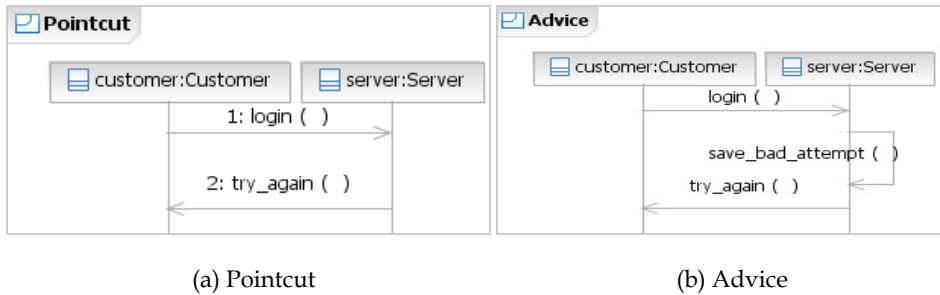 Pointcut
customer:Customer
server:Server
1: login ( )
2: try_again ( )
(a) Pointcut
Advice
customer:Customer
server:Server
login ( )
save_bad_attempt ( )
try_again ( )
(b) Advice